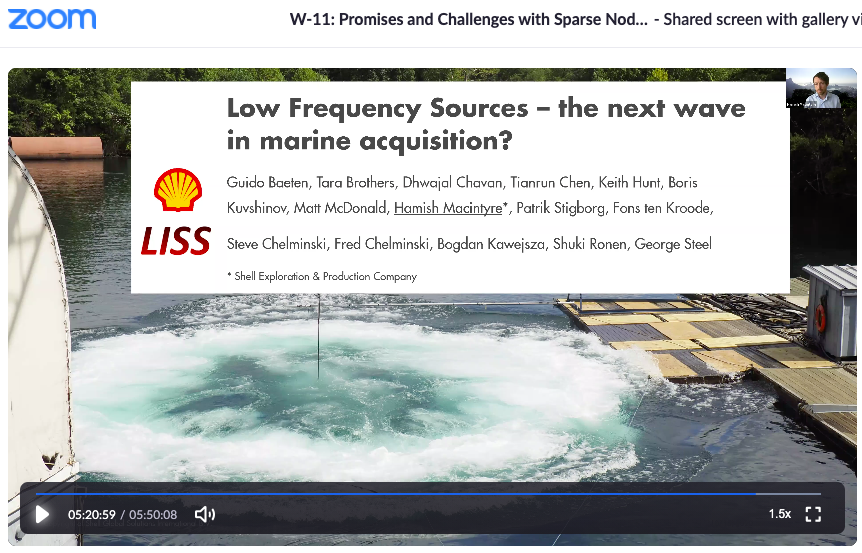 zoom
W-11: Promises and Challenges with Sparse Nod... - Shared screen with gallery vi
Low Frequency Sources – the next wave
in marine acquisition?
Guido Baeten, Tara Brothers, Dhwajal Chavan, Tianrun Chen, Keith Hunt, Boris
Kuvshinov, Matt McDonald, Hamish Macintyre*, Patrik Stigborg, Fons ten Kroode,
LISS
Steve Chelminski, Fred Chelminski, Bogdan Kawejsza, Shuki Ronen, George Steel
* Shell Exploration & Production Company
05:20:59 / 05:50:08
1.5x